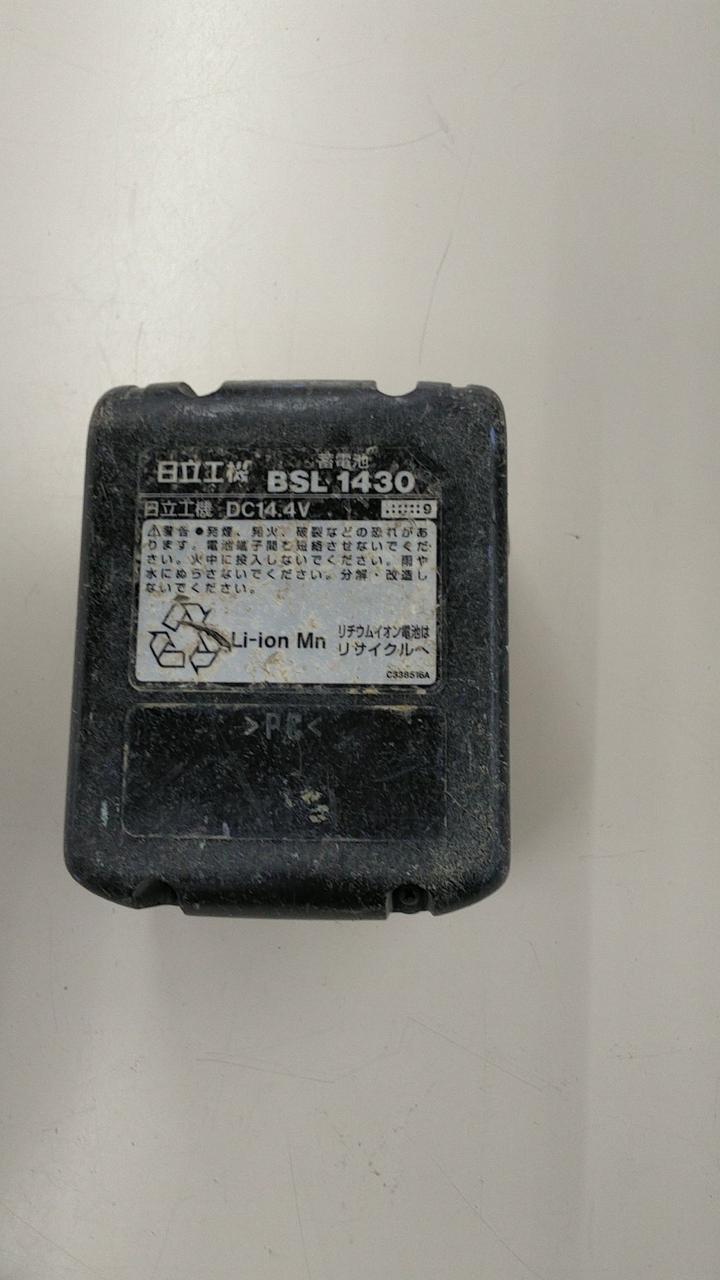 蓄電池
日立工機 BSL 1430
日立工機 DC14.4V 9
⚠警告 ●発煙、発火、破裂などの恐れがあ
ります。電池端子間を短絡させないでくだ
さい。火中に投入しないでください。雨や
水にぬらさないでください。分解・改造し
ないでください。
リチウムイオン電池は
Li-ion Mn リサイクルへ
C338516A
>PC<